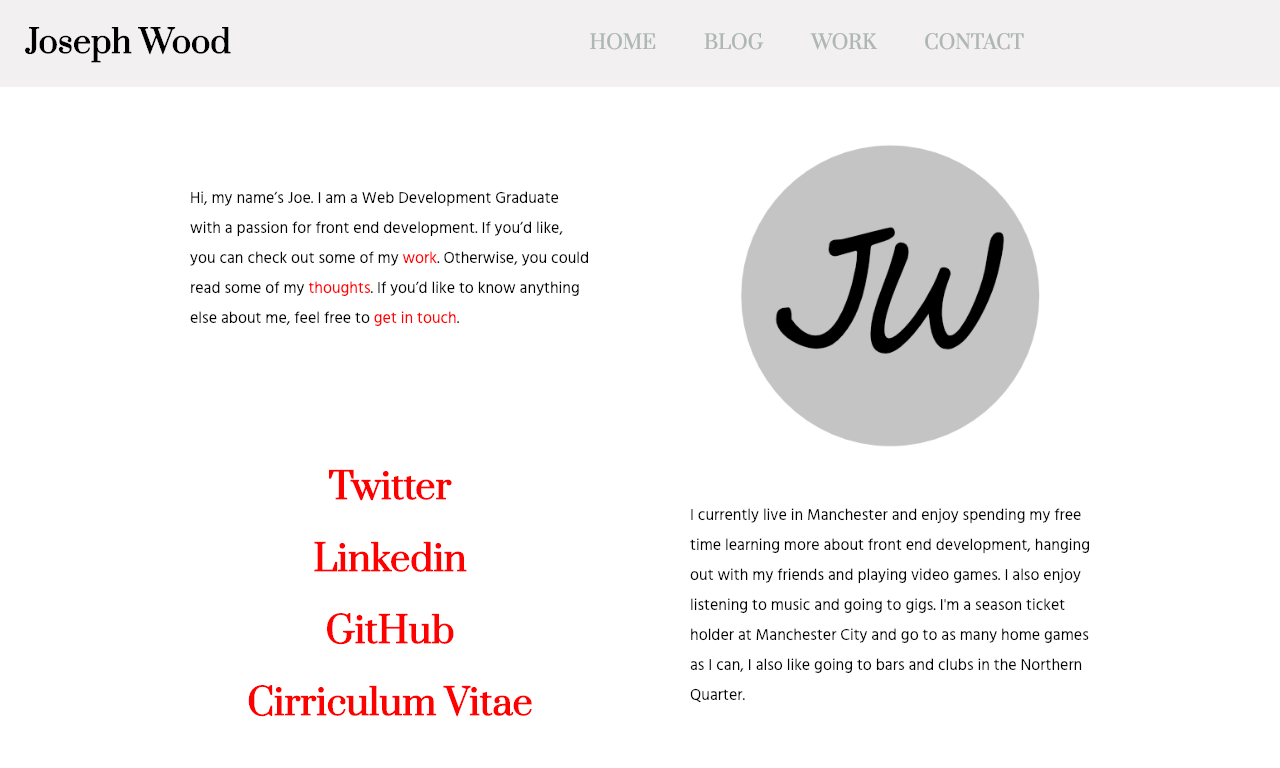 Joseph Wood
HOME BLOG WORK CONTACT
Hi, my name’s Joe. I am a Web Development Graduate
with a passion for front end development. If you’d like,
you can check out some of my work. Otherwise, you could
read some of my thoughts. If you’d like to know anything
else about me, feel free to get in touch.
JW
Twitter
Linkedin
GitHub
Cirriculum Vitae
I currently live in Manchester and enjoy spending my free
time learning more about front end development, hanging
out with my friends and playing video games. I also enjoy
listening to music and going to gigs. I'm a season ticket
holder at Manchester City and go to as many home games
as I can, I also like going to bars and clubs in the Northern
Quarter.